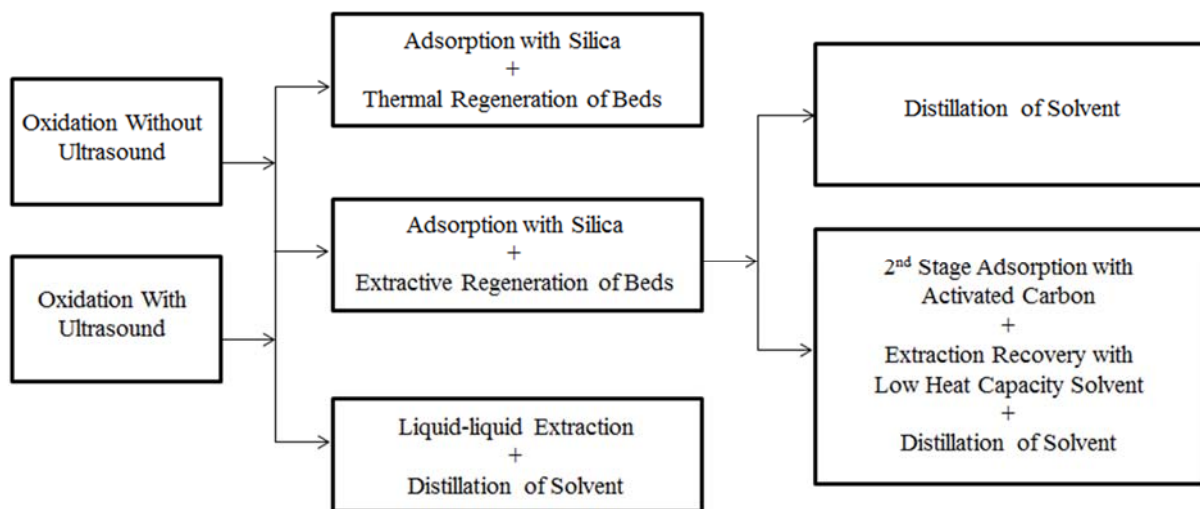 Oxidation Without
Ultrasound
Oxidation With
Ultrasound
Adsorption with Silica
+
Thermal Regeneration of Beds
Adsorption with Silica
+
Extractive Regeneration of Beds
Liquid-liquid Extraction
+
Distillation of Solvent
Distillation of Solvent
2nd Stage Adsorption with
Activated Carbon
+
Extraction Recovery with
Low Heat Capacity Solvent
+
Distillation of Solvent